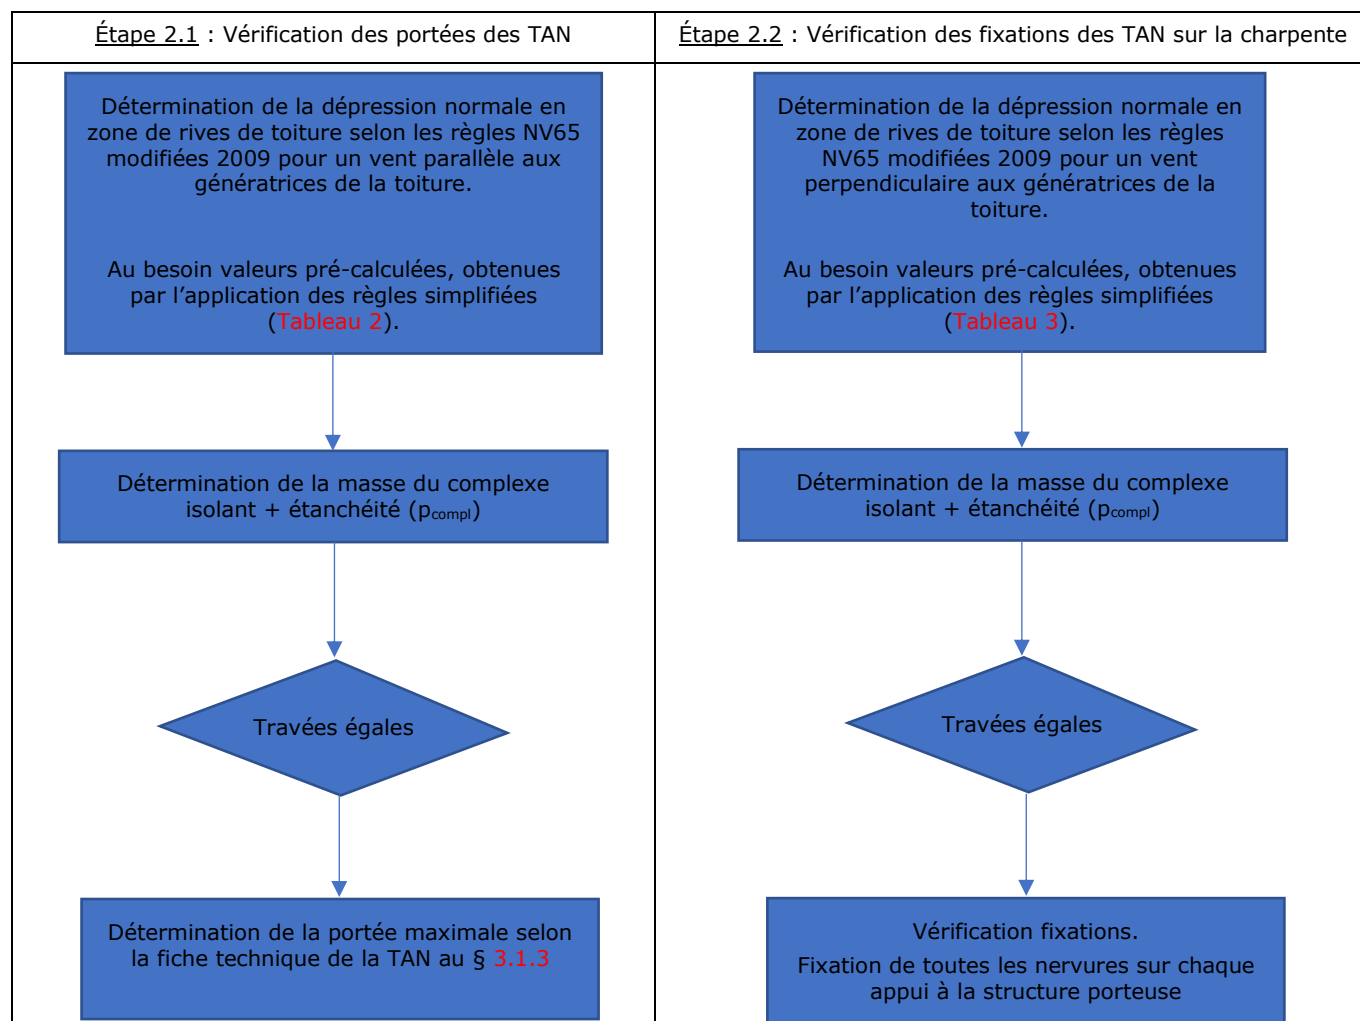 Étape 2.1 : Vérification des portées des TAN
Détermination de la dépression normale en
zone de rives de toiture selon les règles NV65
modifiées 2009 pour un vent parallèle aux
génératrices de la toiture.
Au besoin valeurs pré-calculées, obtenues
par l'application des règles simplifiées
(Tableau 2).
Détermination de la masse du complexe
isolant + étanchéité (pcompl)
Travées égales
Détermination de la portée maximale selon
la fiche technique de la TAN au § 3.1.3
Étape 2.2 : Vérification des fixations des TAN sur la charpente
Détermination de la dépression normale en
zone de rives de toiture selon les règles
NV65 modifiées 2009 pour un vent
perpendiculaire aux génératrices de la
toiture.
Au besoin valeurs pré-calculées, obtenues
par l'application des règles simplifiées
(Tableau 3).
Détermination de la masse du complexe
isolant + étanchéité (pcompl)
Travées égales
Vérification fixations.
Fixation de toutes les nervures sur chaque
appui à la structure porteuse